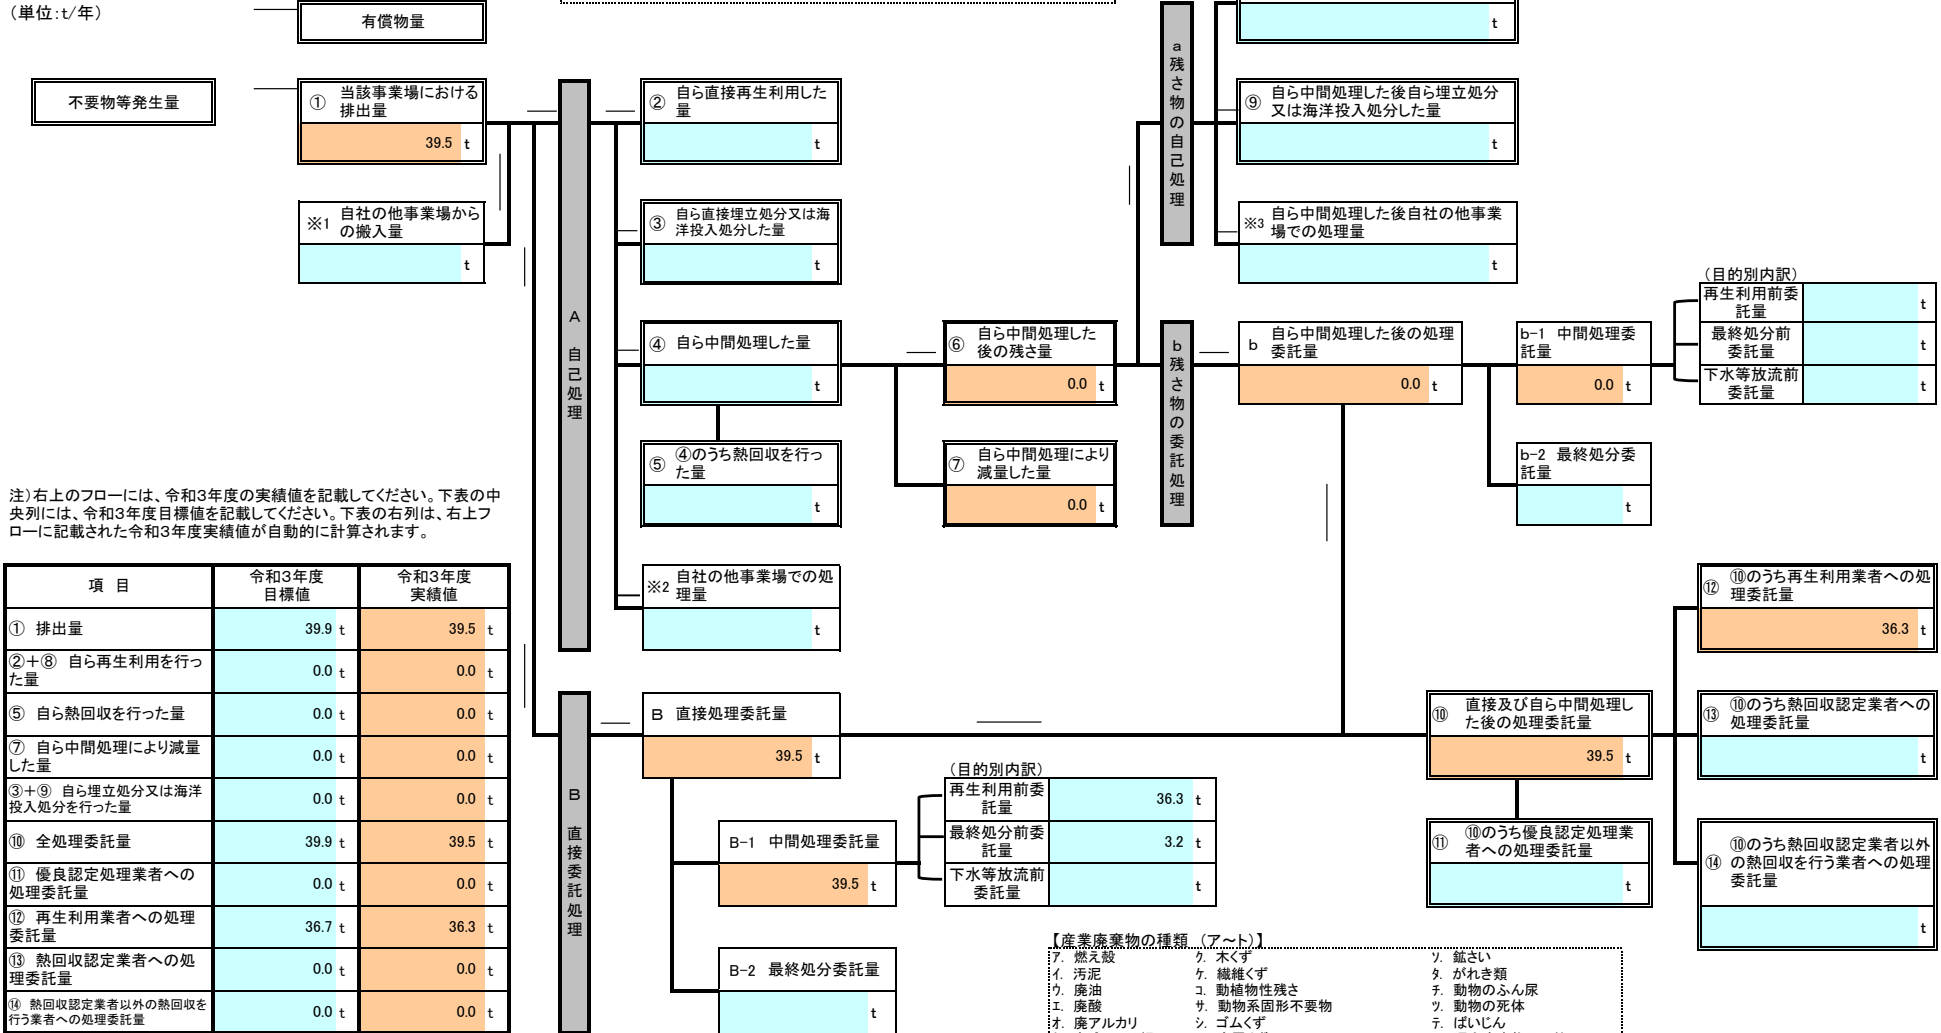 （単位：t/年）
有償物量
t
不要物等発生量
① 当該事業場における
排出量
39.5 t
② 自ら直接再生利用した
量
t
a 残さ物の自己処理
⑨ 自ら中間処理した後自ら埋立処分
又は海洋投入処分した量
t
※1 自社の他事業場から
の搬入量
t
③ 自ら直接埋立処分又は海
洋投入処分した量
t
※3 自ら中間処理した後自社の他事業
場での処理量
t
A 自己処理
④ 自ら中間処理した量
t
⑥ 自ら中間処理した
後の残さ量
0.0 t
b 残さ物の委託処理
b 自ら中間処理した後の処理
委託量
0.0 t
b-1 中間処理委
託量
0.0 t
（目的別内訳）
再生利用前委
託量
t
最終処分前
委託量
t
下水等放流前
委託量
t
⑤ ④のうち熱回収を行っ
た量
t
⑦ 自ら中間処理により
減量した量
0.0 t
b-2 最終処分委
託量
t
注）右上のフローには、令和3年度の実績値を記載してください。下表の中
央列には、令和3年度目標値を記載してください。下表の右列は、右上フ
ローに記載された令和3年度実績値が自動的に計算されます。
項 目 令和3年度
目標値 令和3年度
実績値
① 排出量 39.9 t 39.5 t
②+⑧ 自ら再生利用を行っ
た量 0.0 t 0.0 t
⑤ 自ら熱回収を行った量 0.0 t 0.0 t
⑦ 自ら中間処理により減量
した量 0.0 t 0.0 t
③+⑨ 自ら埋立処分又は海洋
投入処分を行った量 0.0 t 0.0 t
⑩ 全処理委託量 39.9 t 39.5 t
⑪ 優良認定処理業者への
処理委託量 0.0 t 0.0 t
⑫ 再生利用業者への処理
委託量 36.7 t 36.3 t
⑬ 熱回収認定業者への処
理委託量 0.0 t 0.0 t
⑭ 熱回収認定業者以外の熱回収を
行う業者への処理委託量 0.0 t 0.0 t
※2 自社の他事業場での処
理量
t
B 直接委託処理
B 直接処理委託量
39.5 t
B-1 中間処理委託量
39.5 t
（目的別内訳）
再生利用前委
託量 36.3 t
最終処分前委
託量 3.2 t
下水等放流前
委託量 t
B-2 最終処分委託量
t
⑩ 直接及び自ら中間処理し
た後の処理委託量
39.5 t
⑪ ⑩のうち優良認定処理業
者への処理委託量
t
⑫ ⑩のうち再生利用業者への処
理委託量
36.3 t
⑬ ⑩のうち熱回収認定業者への
処理委託量
t
⑭ ⑩のうち熱回収認定業者以外
の熱回収を行う業者への処理
委託量
t
【産業廃棄物の種類 （ア～ト）】
ア. 燃え殻 ク. 木くず ソ. 鉱さい
イ. 汚泥 ケ. 繊維くず タ. がれき類
ウ. 廃油 コ. 動植物性残さ チ. 動物のふん尿
エ. 廃酸 サ. 動物系固形不要物 ツ. 動物の死体
オ. 廃アルカリ シ. ゴムくず テ. ばいじん